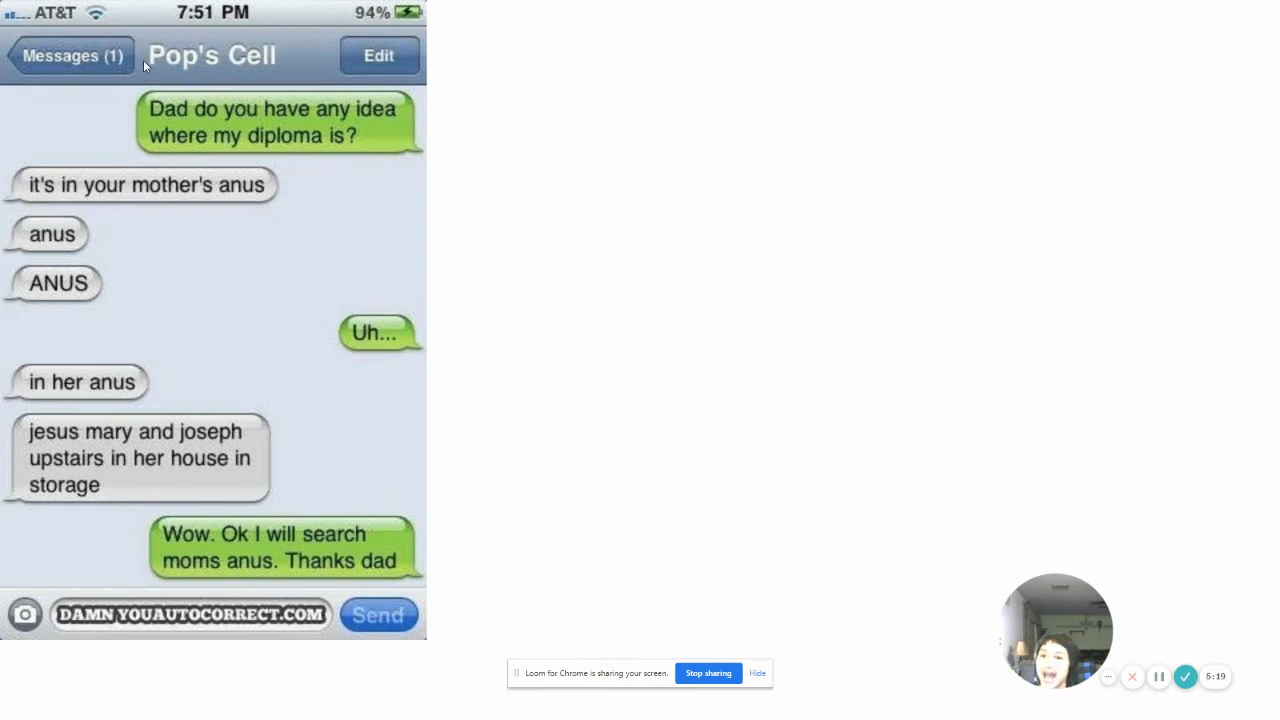 AT&T 7:51 PM 94%
Messages (1) Pop's Cell Edit
Dad do you have any idea
where my diploma is?
it's in your mother's anus
anus
ANUS
Uh...
in her anus
jesus mary and joseph
upstairs in her house in
storage
Wow. Ok I will search
moms anus. Thanks dad
DAMNYOUAUTOCORRECT.COM Send
Loom for Chrome is sharing your screen. Stop sharing Hide
5:19